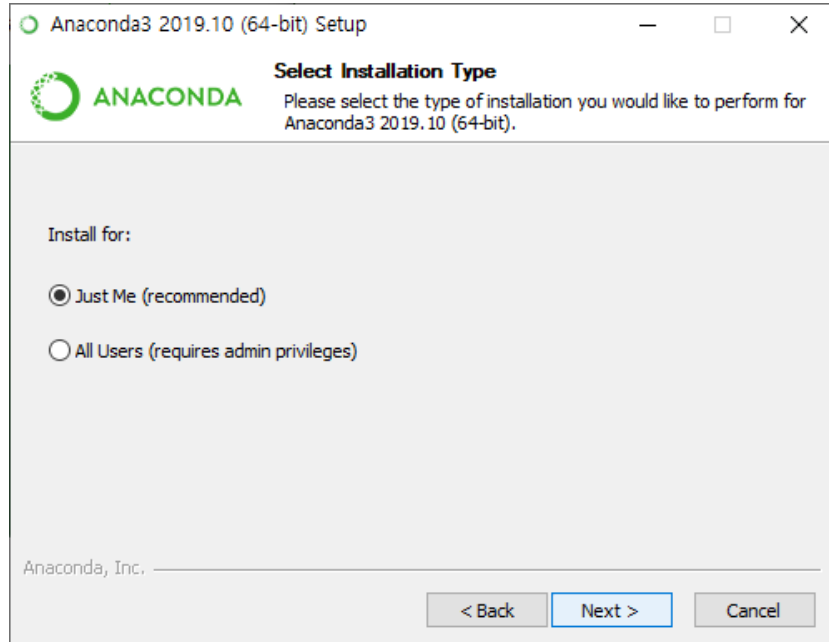 Anaconda3 2019.10 (64-bit) Setup
ANACONDA
Select Installation Type
Please select the type of installation you would like to perform for
Anaconda3 2019.10 (64-bit).
Install for:
Just Me (recommended)
All Users (requires admin privileges)
Anaconda, Inc.
< Back
Next >
Cancel